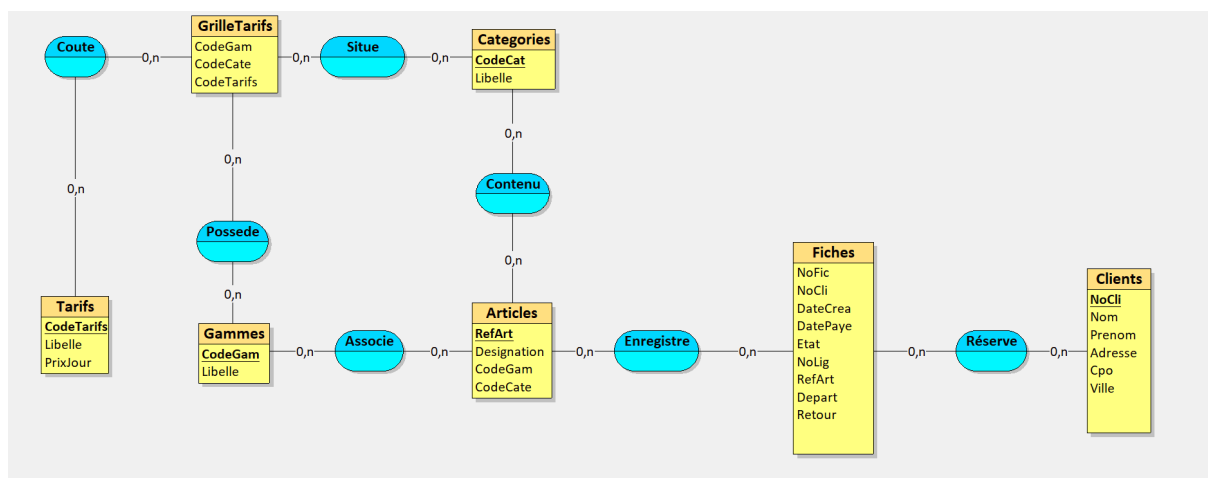 Coute
0,n
GrilleTarifs
CodeGam
CodeCate
CodeTarifs
0,n
Situe
0,n
Categories
CodeCat
Libelle
0,n
0,n
0,n
Contenu
Possede
0,n
0,n
Tarifs
CodeTarifs
Libelle
PrixJour
Gammes
CodeGam
Libelle
0,n
Associe
0,n
Articles
RefArt
Designation
CodeGam
CodeCate
0,n
Enregistre
0,n
Fiches
NoFic
NoCli
DateCrea
DatePaye
Etat
NoLig
RefArt
Depart
Retour
0,n
Réserve
0,n
Clients
NoCli
Nom
Prenom
Adresse
Cpo
Ville